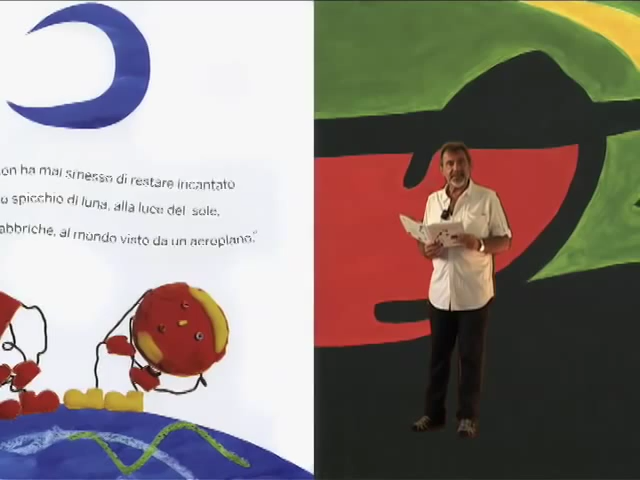 on ha mai smesso di restare incantato
o spicchio di luna, alla luce del sole,
abbriche, al mondo visto da un aeroplano."